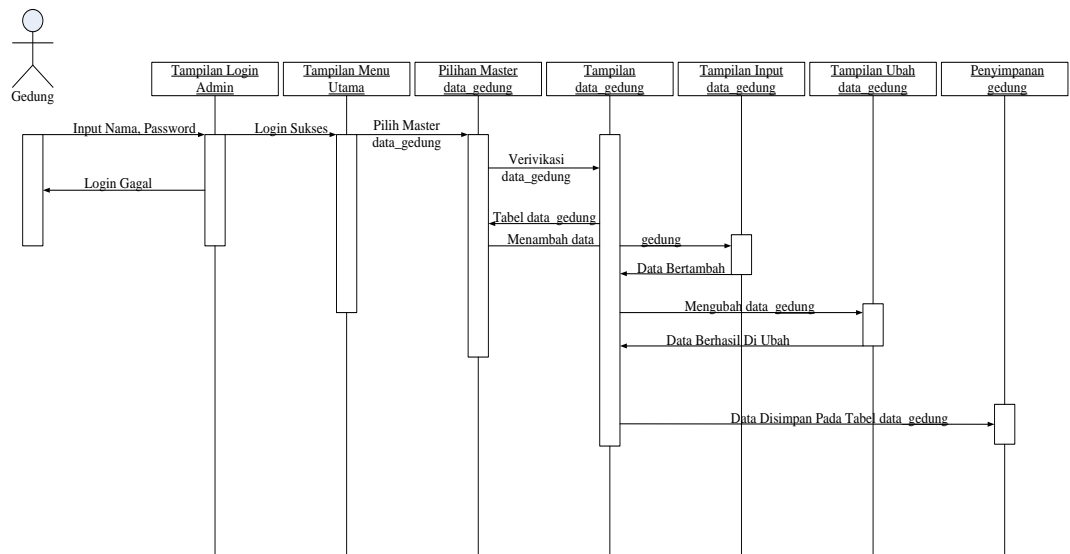 Gedung
Tampilan Login
Admin
Tampilan Menu
Utama
Pilihan Master
data_gedung
Tampilan
data_gedung
Tampilan Input
data_gedung
Tampilan Ubah
data_gedung
Penyimpanan
gedung
Input Nama, Password
Login Sukses
Pilih Master
data_gedung
Verivikasi
data_gedung
Login Gagal
Tabel data_gedung
Menambah data gedung
Data Bertambah
Mengubah data_gedung
Data Berhasil Di Ubah
Data Disimpan Pada Tabel data_gedung